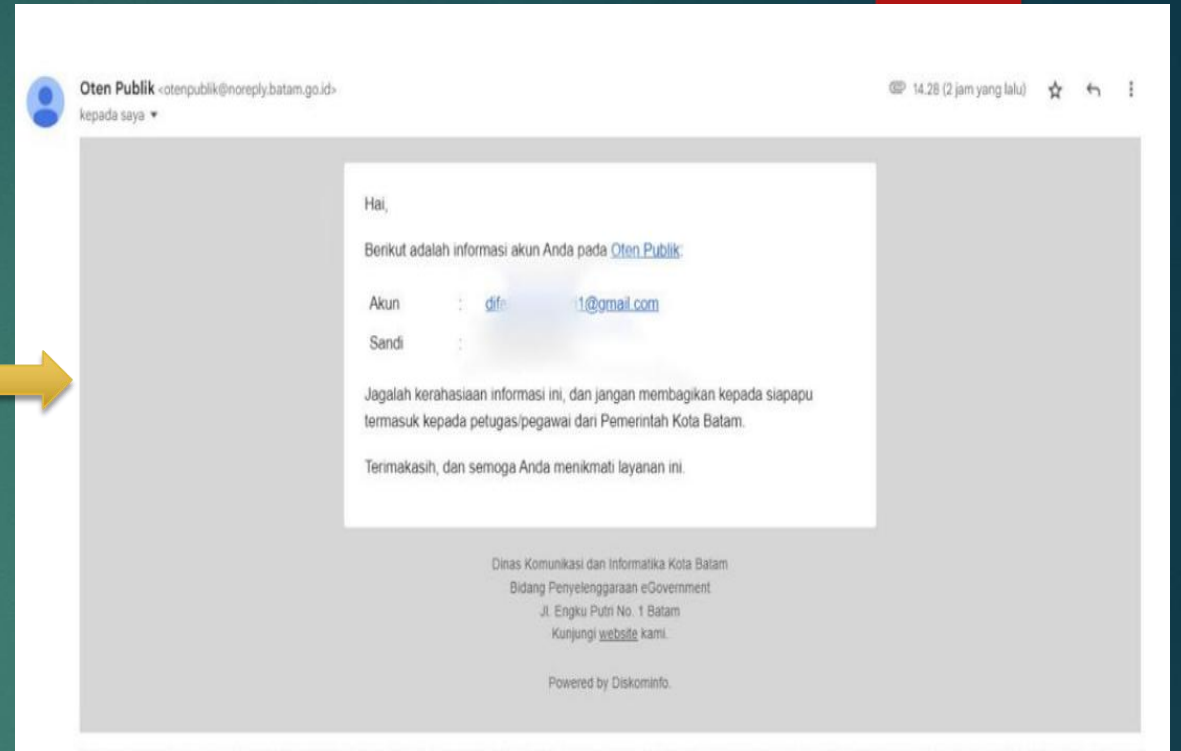 Oten Publik <otenpublik@noreply.batam.go.id>
14.28 (2 jam yang lalu)
kepada saya
Hai,
Berikut adalah informasi akun Anda pada Oten Publik:
Akun : dife 1@gmail.com
Sandi :
Jagalah kerahasiaan informasi ini, dan jangan membagikan kepada siapapu
termasuk kepada petugas/pegawai dari Pemerintah Kota Batam.
Terimakasih, dan semoga Anda menikmati layanan ini.
Dinas Komunikasi dan Informatika Kota Batam
Bidang Penyelenggaraan eGovernment
Jl. Engku Putri No. 1 Batam
Kunjungi website kami.
Powered by Diskominfo.